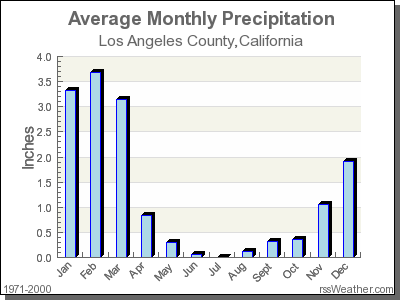 Average Monthly Precipitation
Los Angeles County,California
Inches
4.0
3.5
3.0
2.5
2.0
1.5
1.0
0.5
0.0
Jan Feb Mar Apr May Jun Jul Aug Sept Oct Nov Dec
1971-2000 rssWeather.com